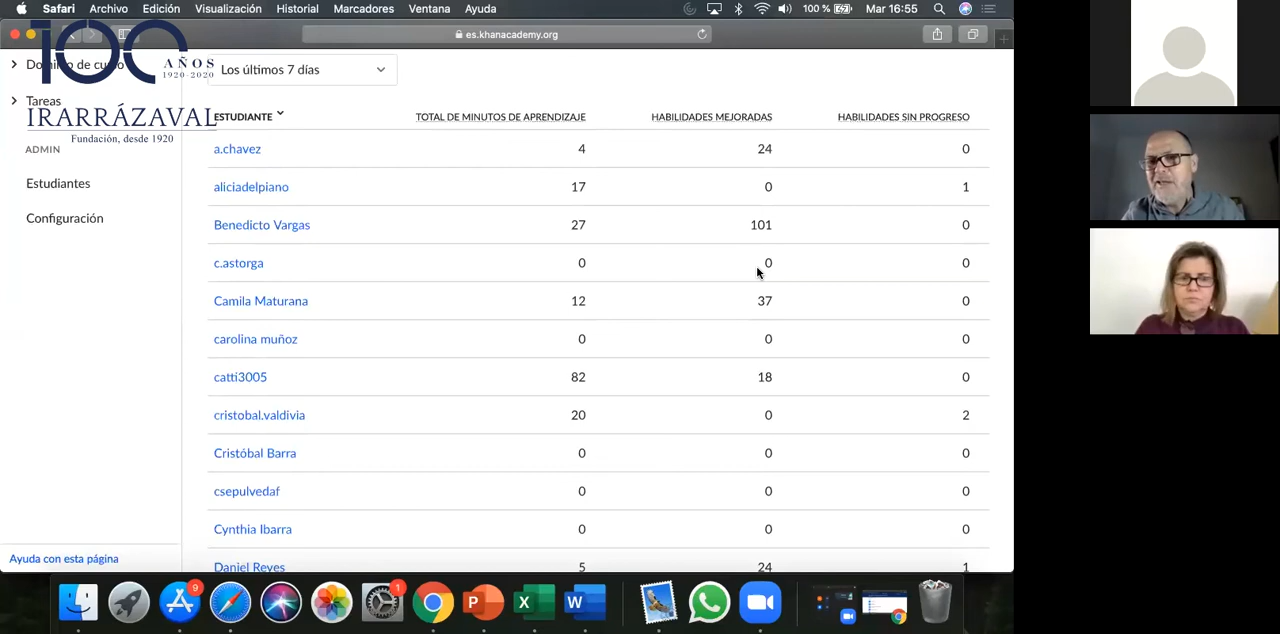 Safari Archivo Edición Visualización Historial Marcadores Ventana Ayuda 100 % Mar 16:55
es.khanacademy.org
100 AÑOS
1920-2020
IRARRÁZAVAL
Fundación, desde 1920
Dominio de curso
Tareas
ADMIN
Estudiantes
Configuración
Ayuda con esta página
Los últimos 7 días
ESTUDIANTE TOTAL DE MINUTOS DE APRENDIZAJE HABILIDADES MEJORADAS HABILIDADES SIN PROGRESO
a.chavez 4 24 0
aliciadelpiano 17 0 1
Benedicto Vargas 27 101 0
c.astorga 0 0 0
Camila Maturana 12 37 0
carolina muñoz 0 0 0
catti3005 82 18 0
cristobal.valdivia 20 0 2
Cristóbal Barra 0 0 0
csepulvedaf 0 0 0
Cynthia Ibarra 0 0 0
Daniel Reyes 5 24 1
9 1 P X W